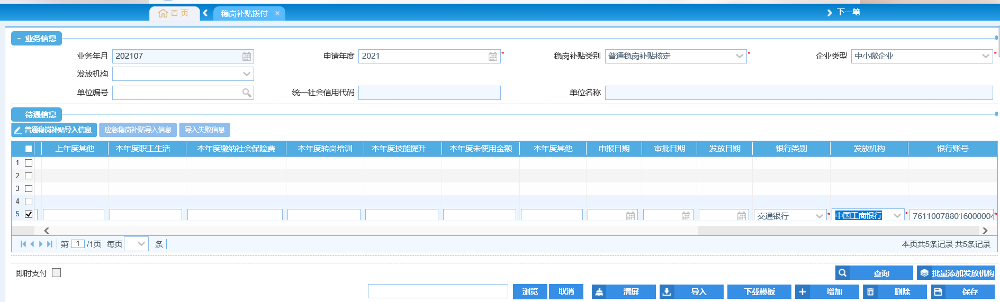 首页 稳岗补贴拨付 × 下一笔
- 业务信息
业务年月 202107 申请年度 2021 * 稳岗补贴类别 普通稳岗补贴核定 * 企业类型 中小微企业 *
发放机构
单位编号 统一社会信用代码 单位名称
待遇信息
普通稳岗补贴导入信息 应急稳岗补贴导入信息 导入失败信息
上年度其他 本年度职工生活… 本年度缴纳社会保险费 本年度转岗培训 本年度技能提升… 本年度未使用金额 本年度其他 申报日期 审批日期 发放日期 银行类别 发放机构 银行账号
1
2
3
4
5 交通银行 * 中国工商银行 * 761100788016000004 *
第 1 /1页 每页 条 本页共5条记录 共5条记录
即时支付 查询 批量添加发放机构
浏览 取消 清屏 导入 下载模板 增加 删除 保存